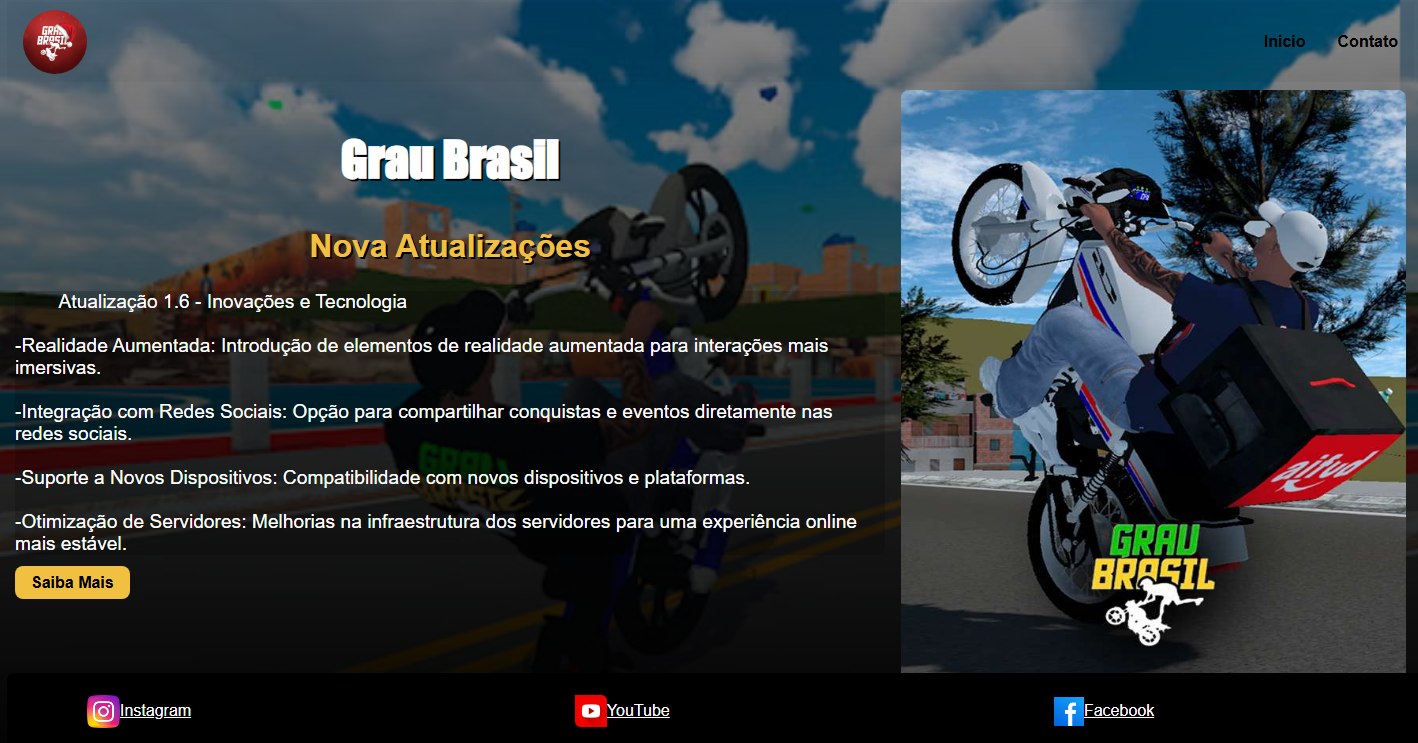 GRAU
BRASIL
Inicio
Contato
Grau Brasil
Nova Atualizações
Atualização 1.6 - Inovações e Tecnologia
-Realidade Aumentada: Introdução de elementos de realidade aumentada para interações mais
imersivas.
-Integração com Redes Sociais: Opção para compartilhar conquistas e eventos diretamente nas
redes sociais.
-Suporte a Novos Dispositivos: Compatibilidade com novos dispositivos e plataformas.
-Otimização de Servidores: Melhorias na infraestrutura dos servidores para uma experiência online
mais estável.
Saiba Mais
GRAU
aifud
GRAU
BRASIL
Instagram
YouTube
Facebook